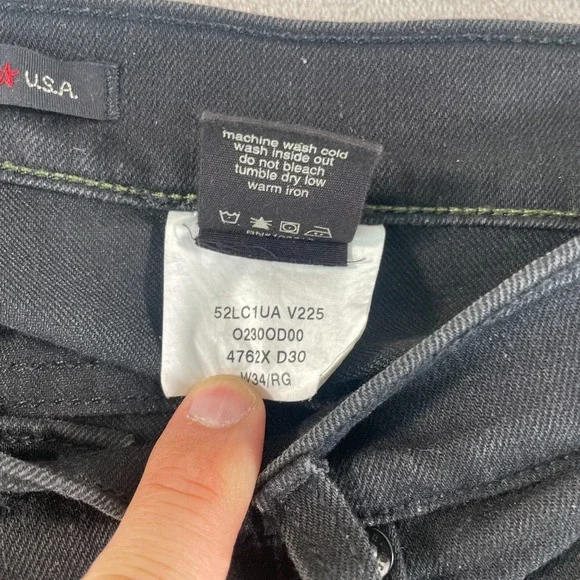 U.S.A.
machine wash cold
wash inside out
do not bleach
tumble dry low
warm iron
52LC1UA V225
O230OD00
4762X D30
W34/RG